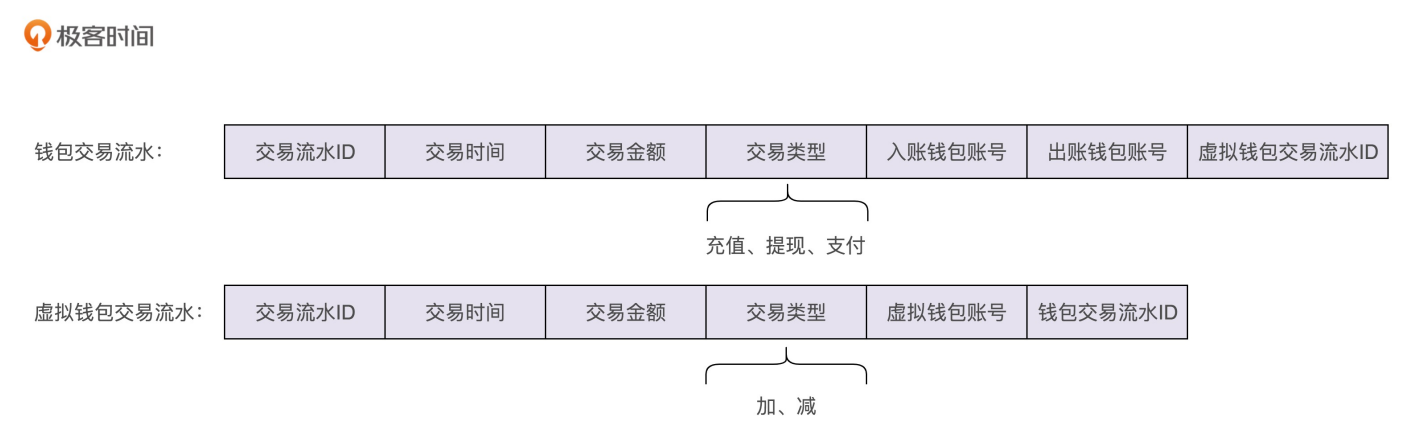 极客时间
钱包交易流水： 交易流水ID 交易时间 交易金额 交易类型 入账钱包账号 出账钱包账号 虚拟钱包交易流水ID
充值、提现、支付
虚拟钱包交易流水： 交易流水ID 交易时间 交易金额 交易类型 虚拟钱包账号 钱包交易流水ID
加、减